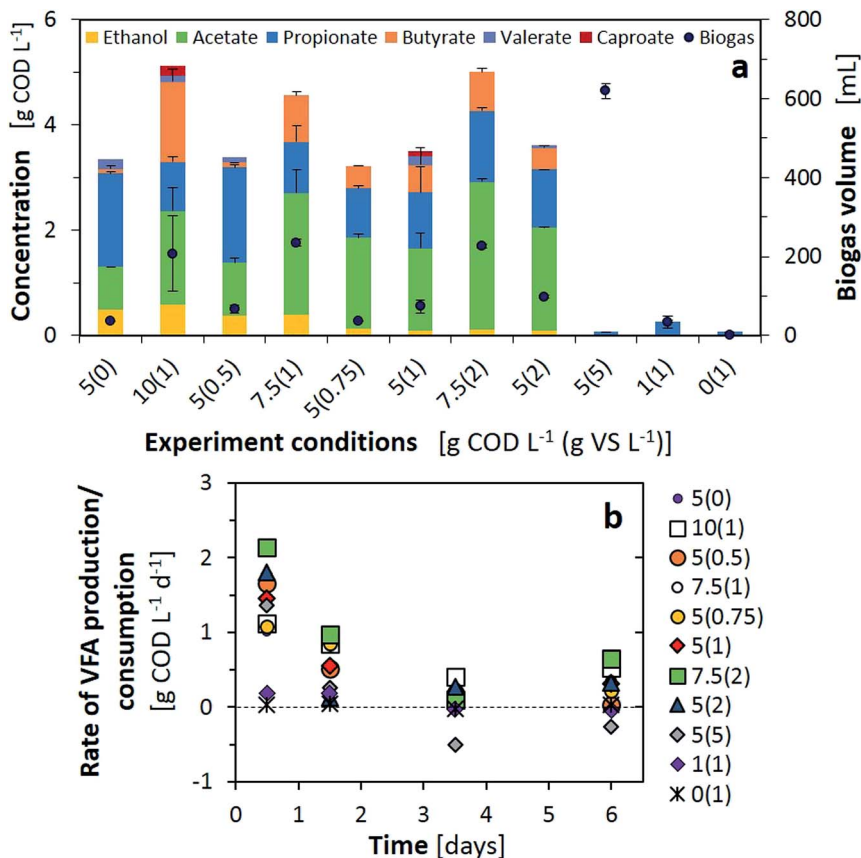 Concentration [g COD L-1]
6
4
2
0
Ethanol Acetate Propionate Butyrate Valerate Caproate Biogas
a
800
600
400
200
0
Biogas volume [mL]
5(0) 10(1) 5(0.5) 7.5(1) 5(0.75) 5(1) 7.5(2) 5(2) 5(5) 1(1) 0(1)
Experiment conditions [g COD L-1 (g VS L-1)]
Rate of VFA production/
consumption
[g COD L-1 d-1]
3
2
1
0
-1
b
0 1 2 3 4 5 6
Time [days]
5(0)
10(1)
5(0.5)
7.5(1)
5(0.75)
5(1)
7.5(2)
5(2)
5(5)
1(1)
0(1)